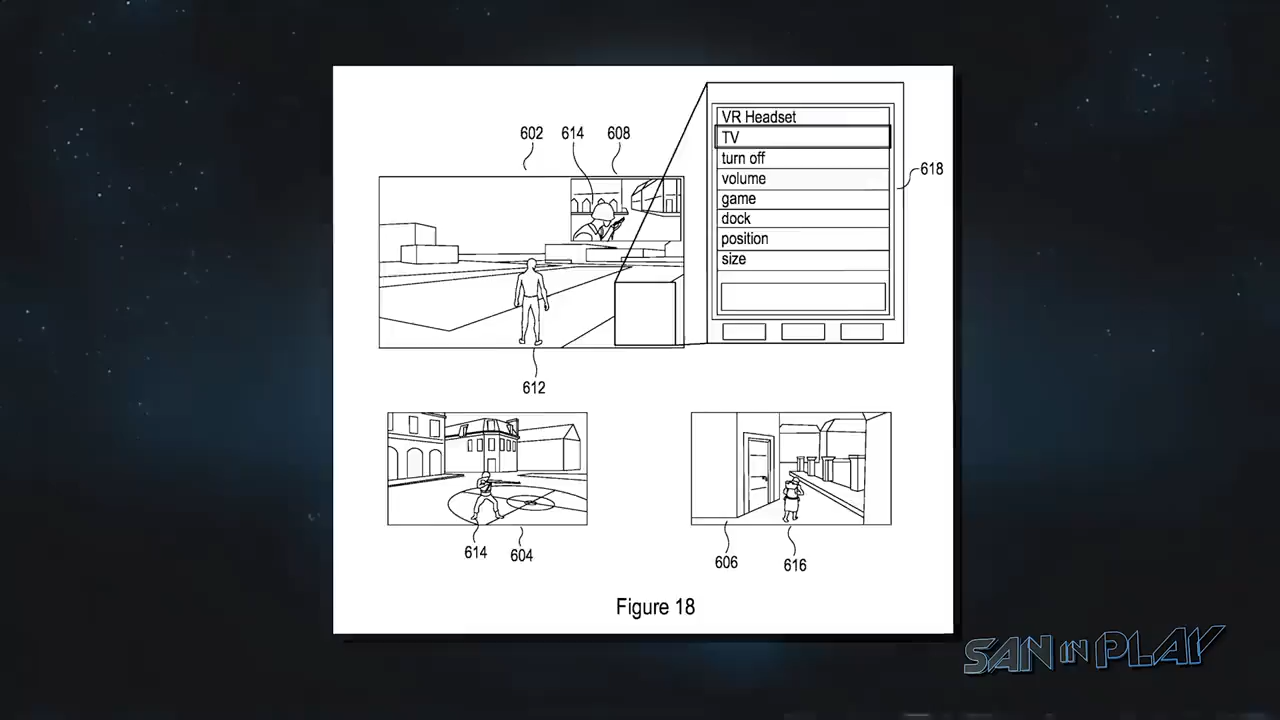 VR Headset
TV
602 614 608
turn off
618
volume
game
dock
position
size
612
614 604
606 616
Figure 18
SAN IN PLAY